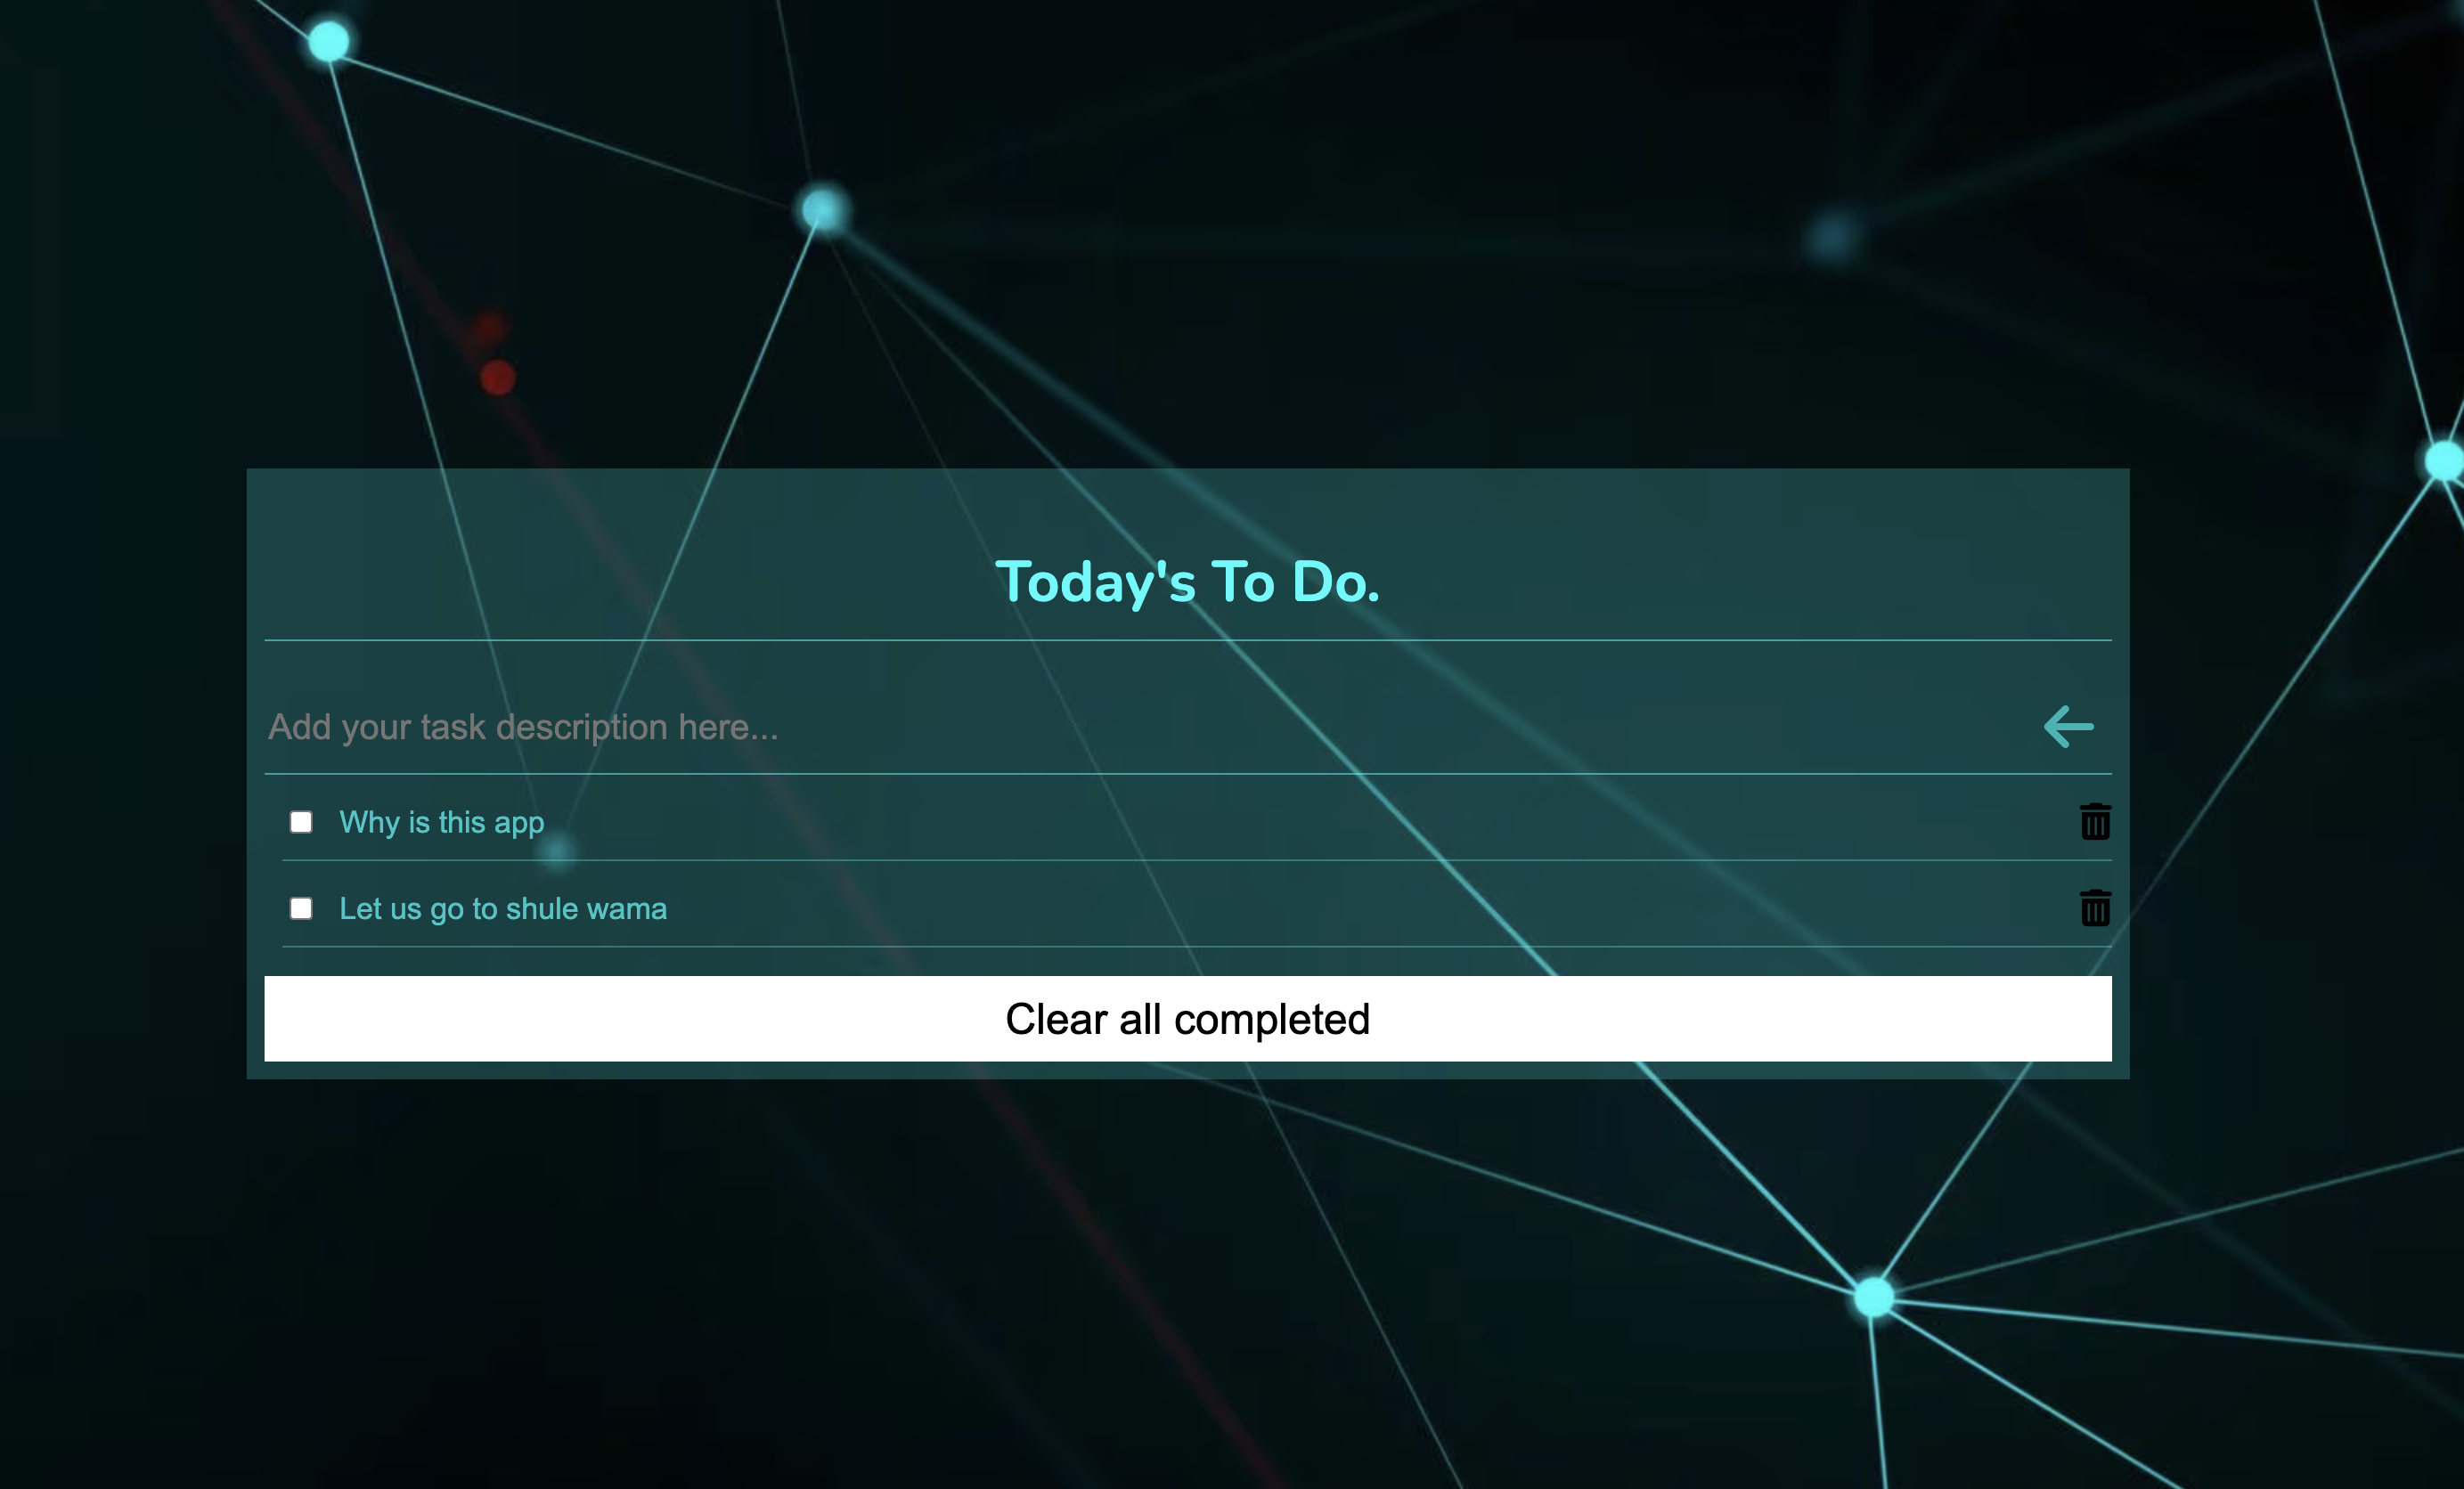 Today's To Do.
Add your task description here...
Why is this app
Let us go to shule wama
Clear all completed